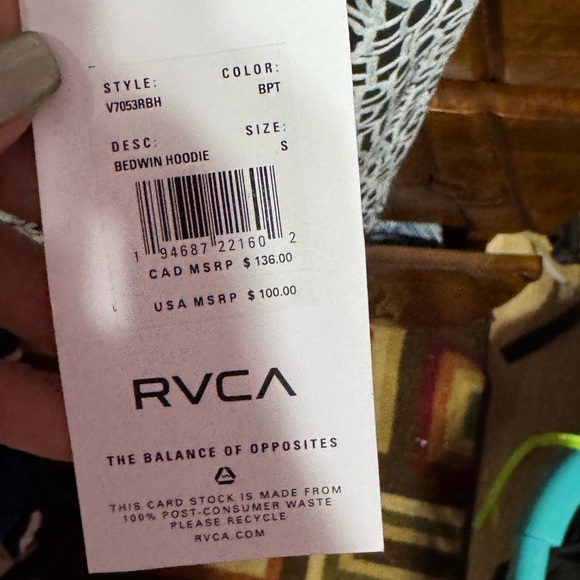 STYLE: COLOR:
V7053RBH BPT
DESC: SIZE:
BEDWIN HOODIE S
1 94687 22160 2
CAD MSRP $ 136.00
USA MSRP $ 100.00
RVCA
THE BALANCE OF OPPOSITES
THIS CARD STOCK IS MADE FROM
100% POST-CONSUMER WASTE
PLEASE RECYCLE
RVCA.COM